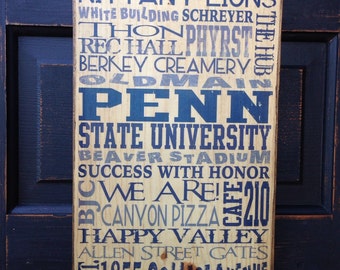 NITTANY LIONS
WHITE BUILDING SCHREYER
THE HUB
THON
REC HALL PHYRST
BERKEY CREAMERY
OLD MAIN
PENN
STATE UNIVERSITY
BEAVER STADIUM
SUCCESS WITH HONOR
BJC
WE ARE!
CAFE 210
CANYON PIZZA
HAPPY VALLEY
ALLEN STREET GATES
1855